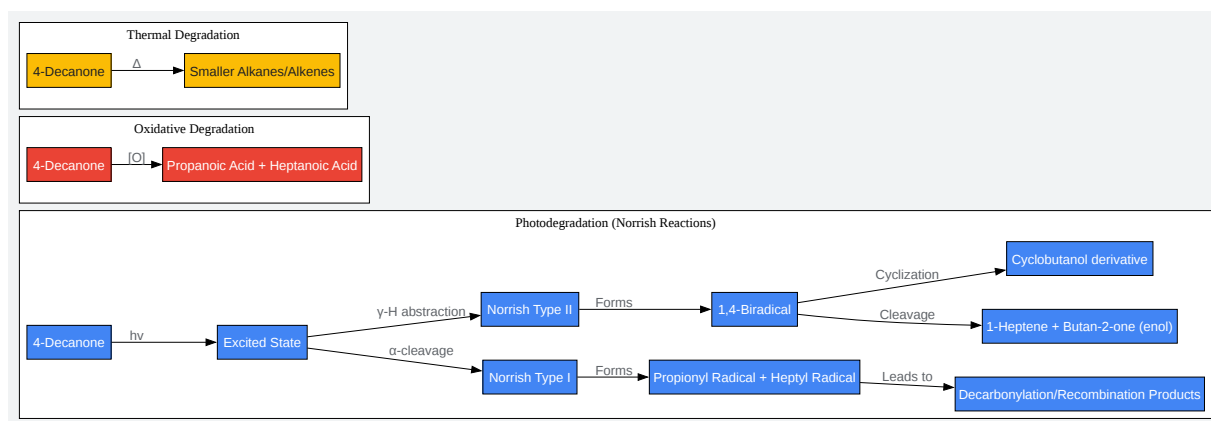 Thermal Degradation
4-Decanone
Δ
Smaller Alkanes/Alkenes
Oxidative Degradation
4-Decanone
[O]
Propanoic Acid + Heptanoic Acid
Photodegradation (Norrish Reactions)
4-Decanone
hν
Excited State
γ-H abstraction
Norrish Type II
Forms
1,4-Biradical
Cyclization
Cyclobutanol derivative
Cleavage
1-Heptene + Butan-2-one (enol)
α-cleavage
Norrish Type I
Forms
Propionyl Radical + Heptyl Radical
Leads to
Decarbonylation/Recombination Products